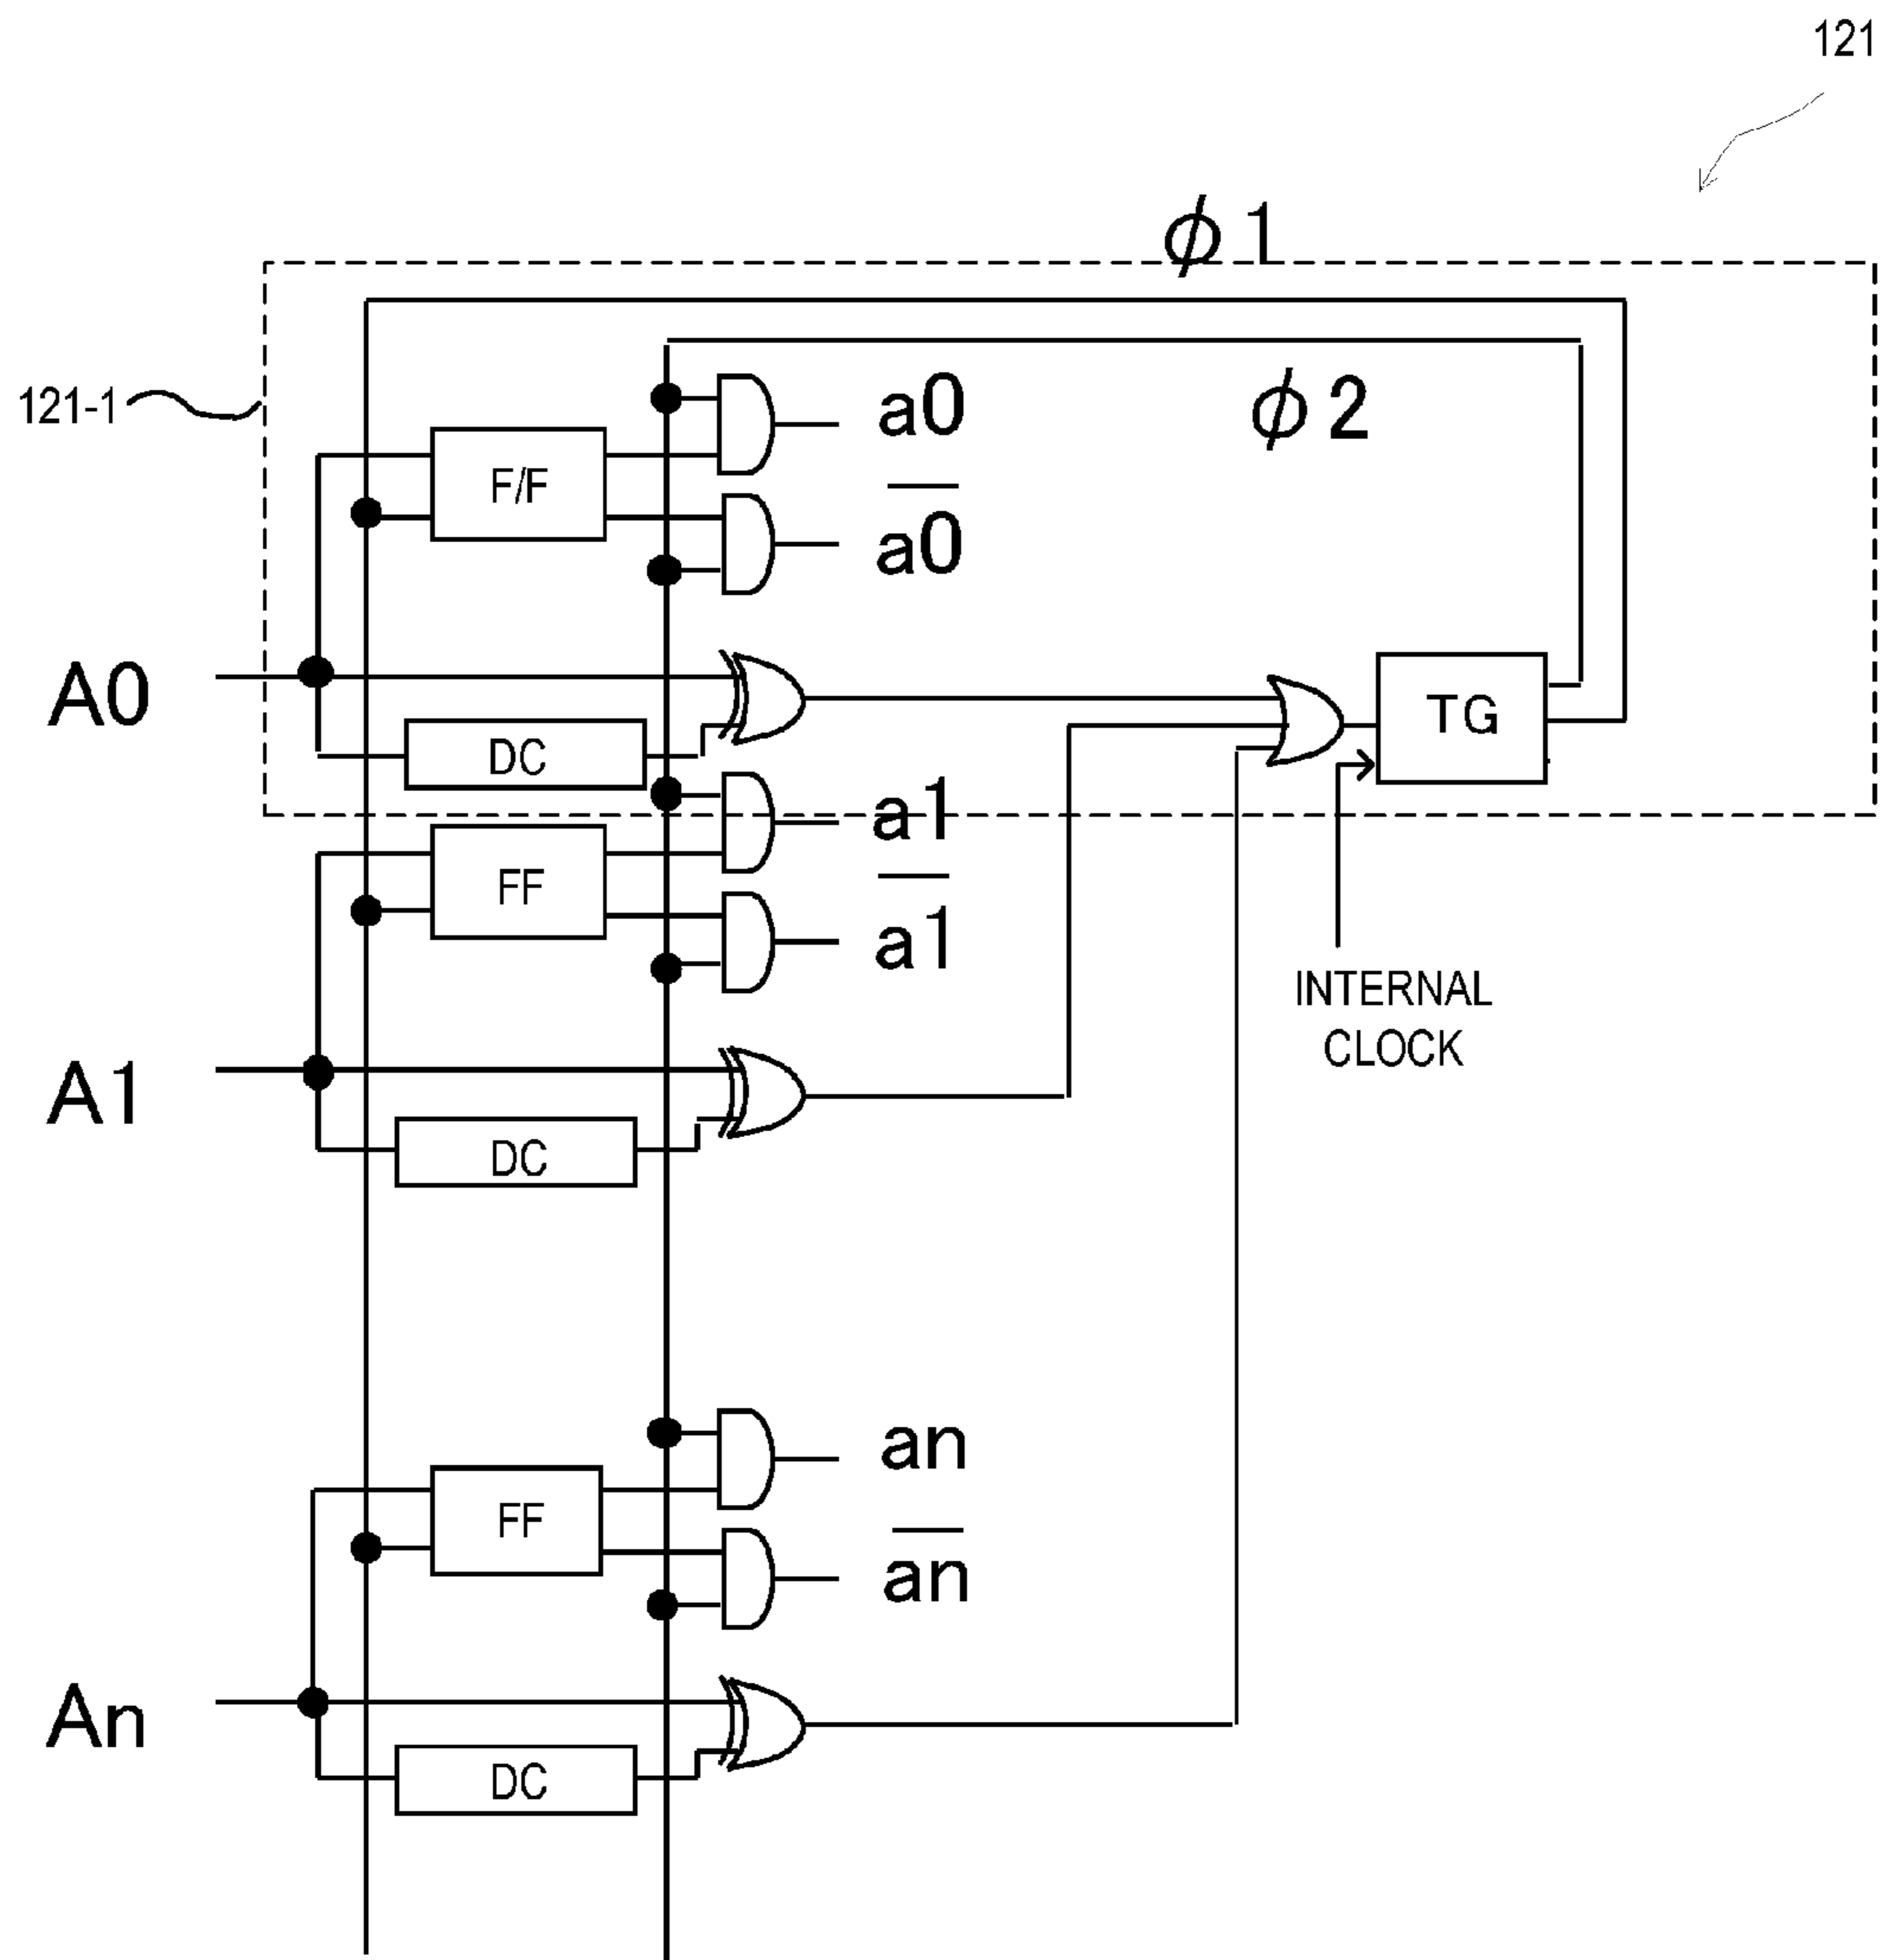 121
ϕ1
121-1
a0
ϕ2
F/F
a0
A0
TG
DC
a1
FF
a1
INTERNAL
CLOCK
A1
DC
an
FF
an
An
DC